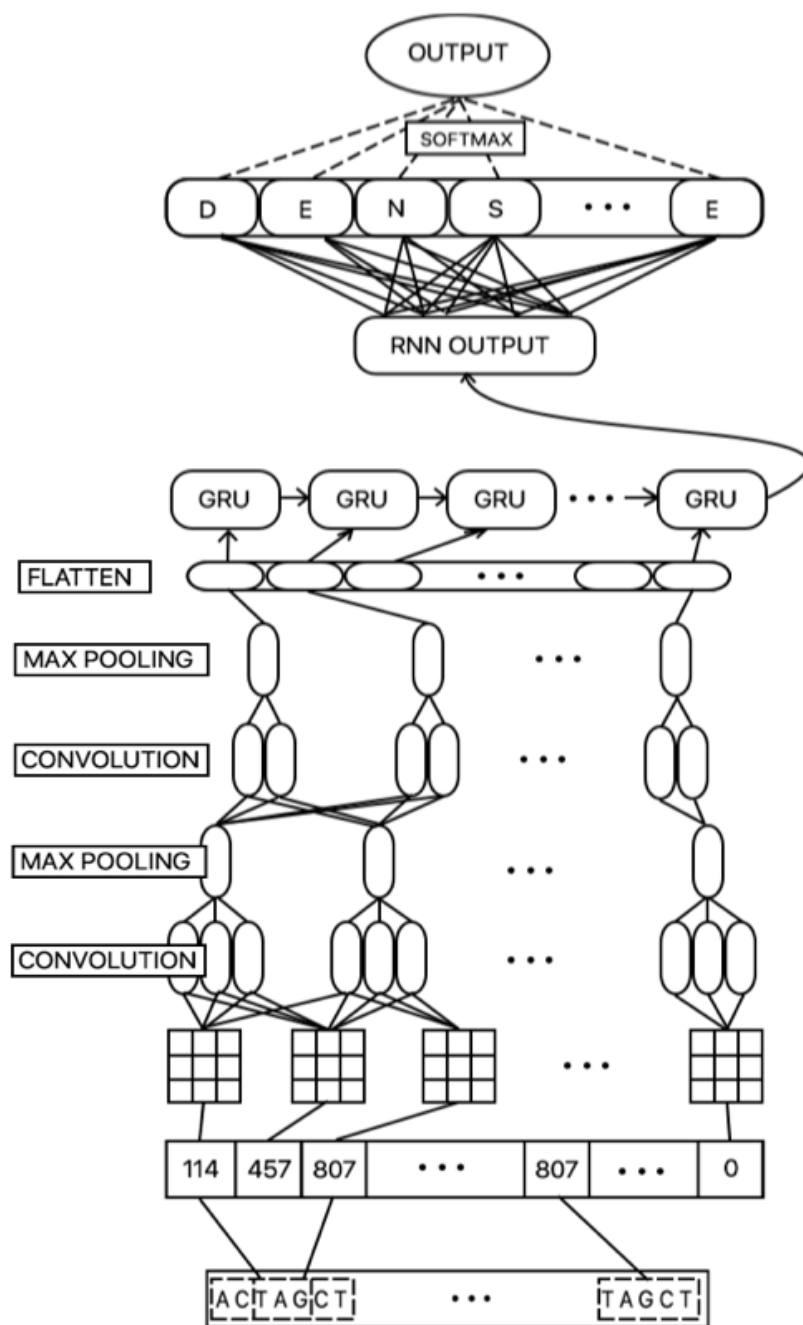 OUTPUT
SOFTMAX
D E N S ... E
RNN OUTPUT
GRU GRU GRU ... GRU
FLATTEN ...
MAX POOLING ...
CONVOLUTION ...
MAX POOLING ...
CONVOLUTION ...
...
114 457 807 ... 807 ... 0
ACTAGCT ... TAGCT